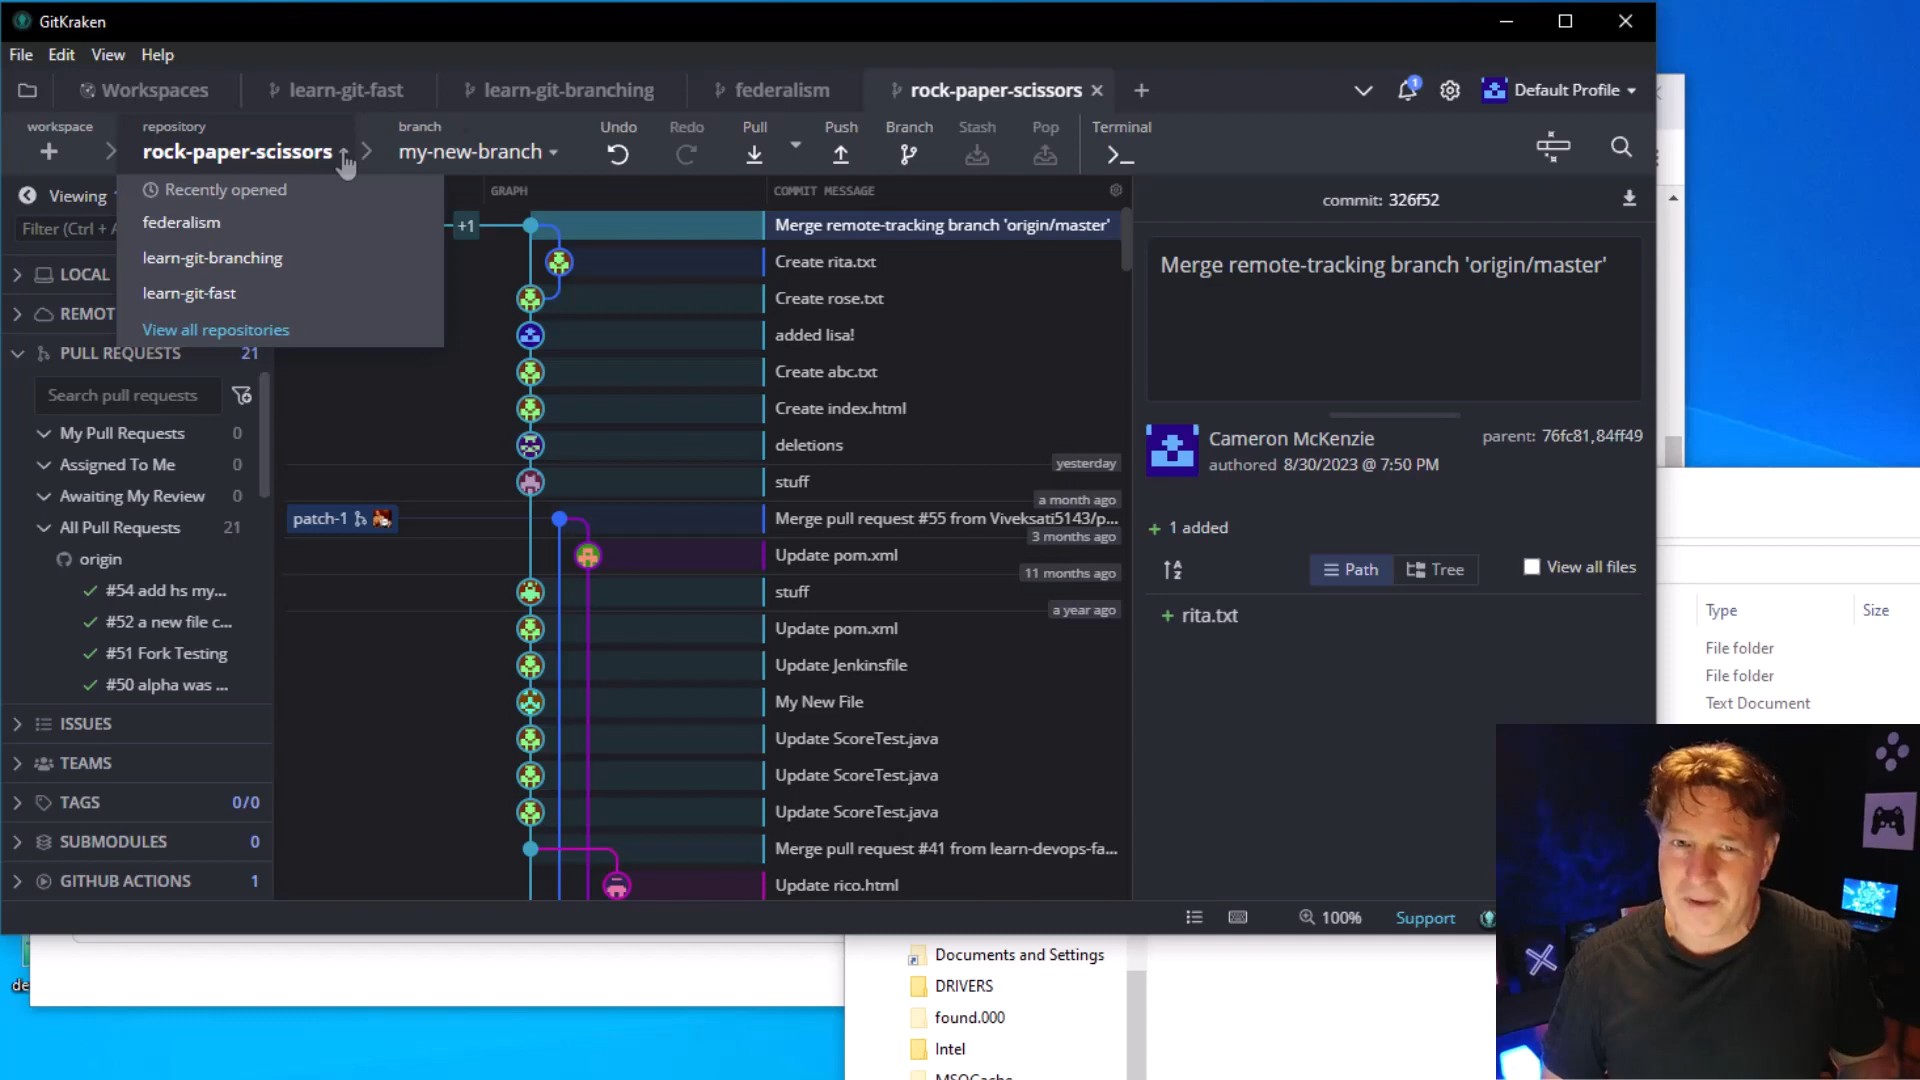 GitKraken
File Edit View Help
Workspaces learn-git-fast learn-git-branching federalism rock-paper-scissors Default Profile
1
workspace repository branch Undo Redo Pull Push Branch Stash Pop Terminal
rock-paper-scissors my-new-branch
Viewing
Filter (Ctrl +
Recently opened
federalism
learn-git-branching
learn-git-fast
View all repositories
LOCAL
REMOT
PULL REQUESTS 21
Search pull requests
My Pull Requests 0
Assigned To Me 0
Awaiting My Review 0
All Pull Requests 21
origin
#54 add hs my...
#52 a new file c...
#51 Fork Testing
#50 alpha was ...
ISSUES
TEAMS
TAGS 0/0
SUBMODULES 0
GITHUB ACTIONS 1
GRAPH COMMIT MESSAGE
+1 Merge remote-tracking branch 'origin/master'
Create rita.txt
Create rose.txt
added lisa!
Create abc.txt
Create index.html
deletions
yesterday
stuff
a month ago
patch-1 Merge pull request #55 from Viveksati5143/p...
3 months ago
Update pom.xml
11 months ago
stuff
a year ago
Update pom.xml
Update Jenkinsfile
My New File
Update ScoreTest.java
Update ScoreTest.java
Update ScoreTest.java
Merge pull request #41 from learn-devops-fa...
Update rico.html
commit: 326f52
Merge remote-tracking branch 'origin/master'
Cameron McKenzie parent: 76fc81,84ff49
authored 8/30/2023 @ 7:50 PM
+ 1 added
Path Tree View all files
+ rita.txt
100% Support
Type Size
File folder
File folder
Text Document
Documents and Settings
DRIVERS
found.000
Intel
MSOCache
de